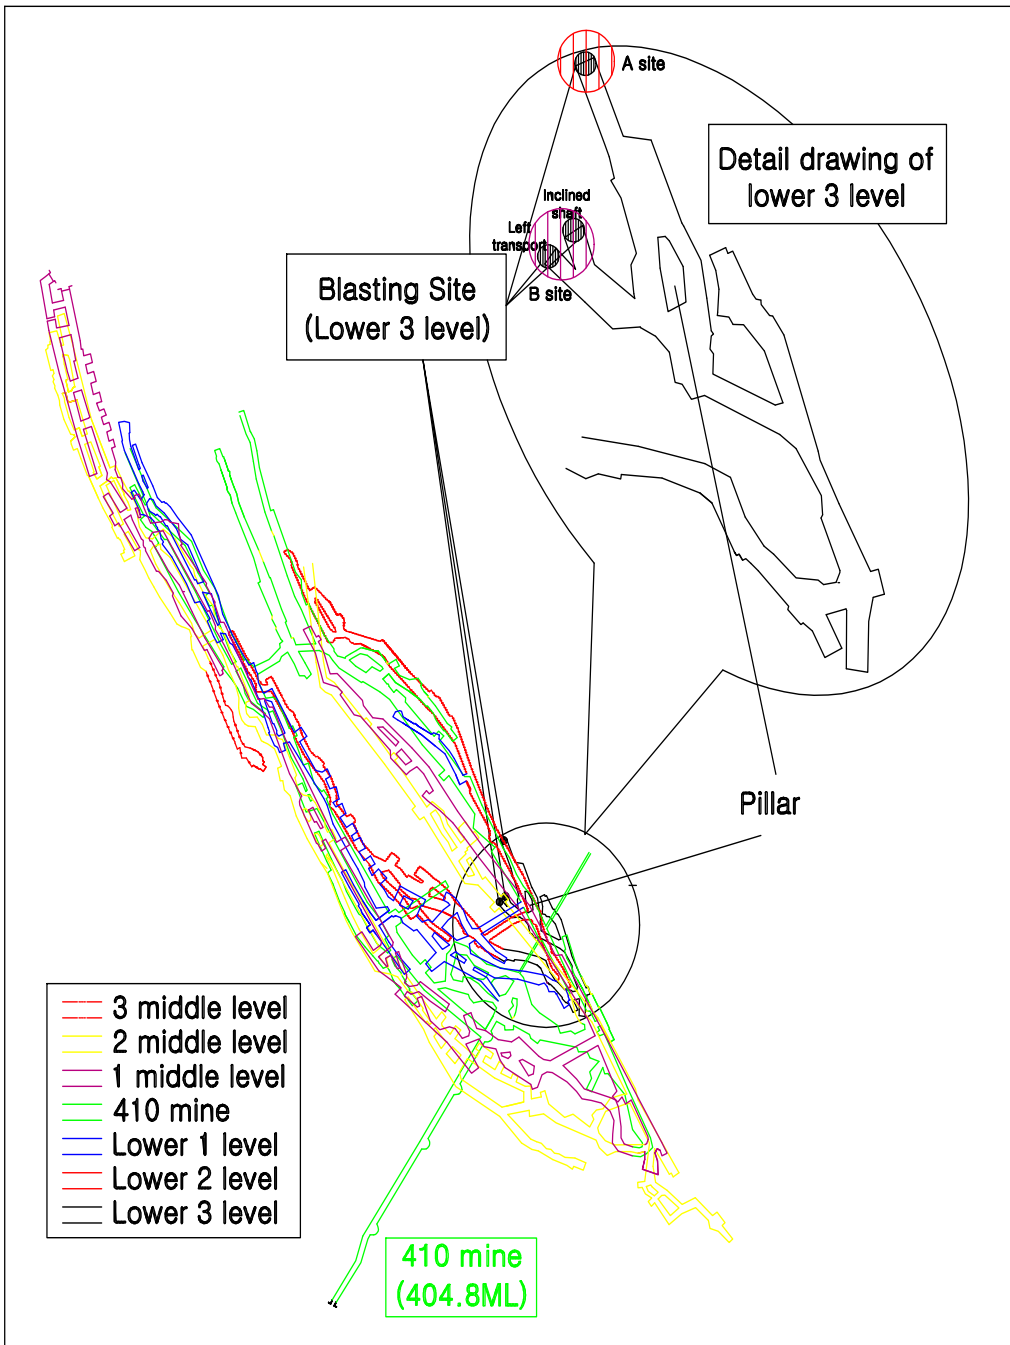 A site
Detail drawing of
lower 3 level
Inclined
shaft
Left
transport
B site
Blasting Site
(Lower 3 level)
Pillar
3 middle level
2 middle level
1 middle level
410 mine
Lower 1 level
Lower 2 level
Lower 3 level
410 mine
(404.8ML)